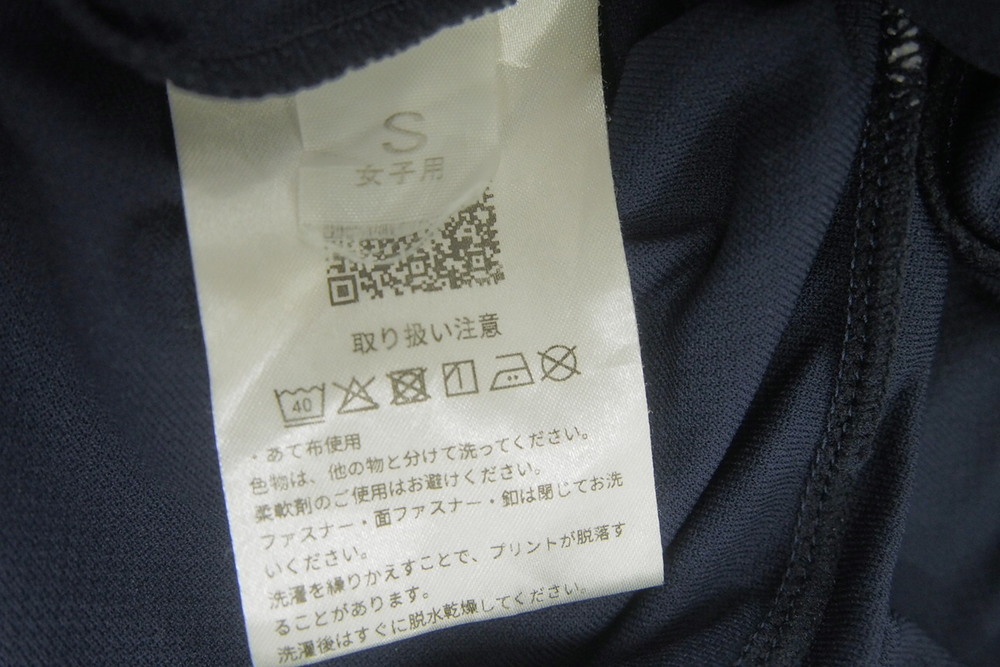 S
女子用
取り扱い注意
40
・あて布使用
色物は、他の物と分けて洗ってください。
柔軟剤のご使用はお避けください。
ファスナー・面ファスナー・釦は閉じてお洗
いください。
洗濯を繰りかえすことで、プリントが脱落す
ることがあります。
洗濯後はすぐに脱水乾燥してください。